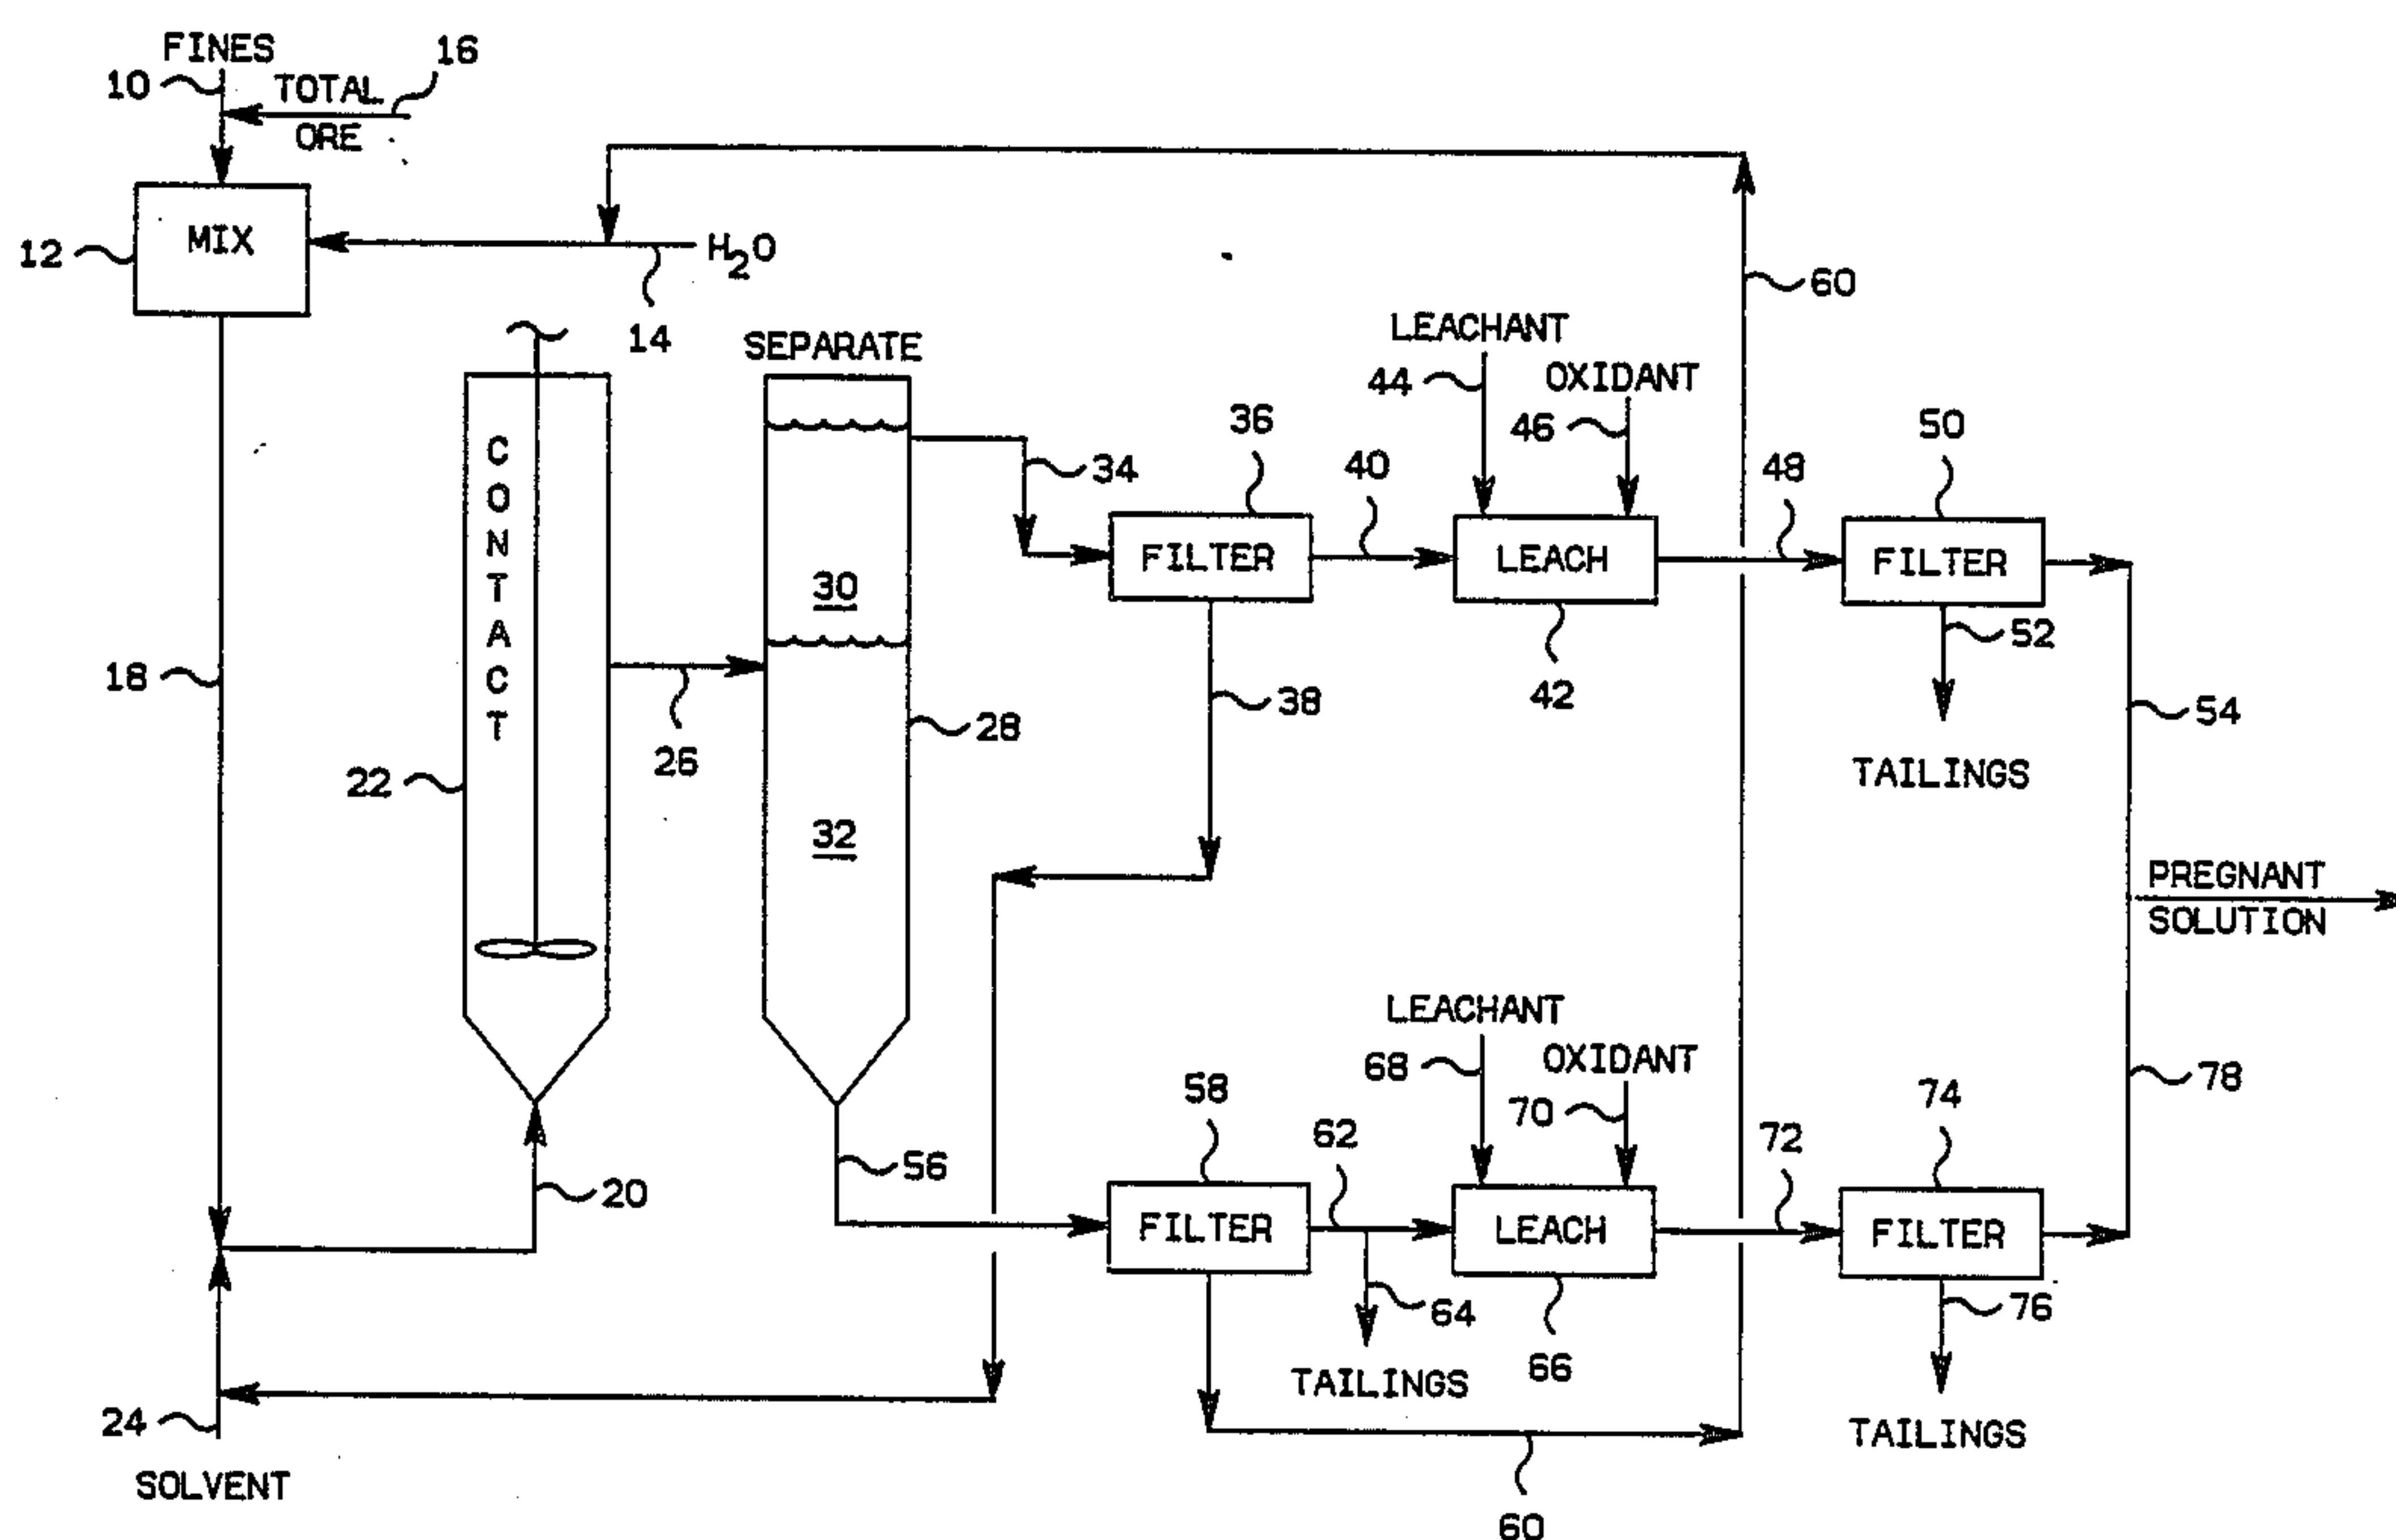 FINES
16
10
TOTAL
ORE
MIX
12
H2O
14
60
SEPARATE
LEACHANT
44
OXIDANT
46
36
50
CONTACT
34
40
48
FILTER
LEACH
FILTER
30
52
18
38
42
54
28
26
22
TAILINGS
32
PREGNANT
SOLUTION
LEACHANT
68
OXIDANT
58
70
74
78
62
72
56
20
FILTER
LEACH
FILTER
64
76
66
TAILINGS
24
TAILINGS
SOLVENT
60